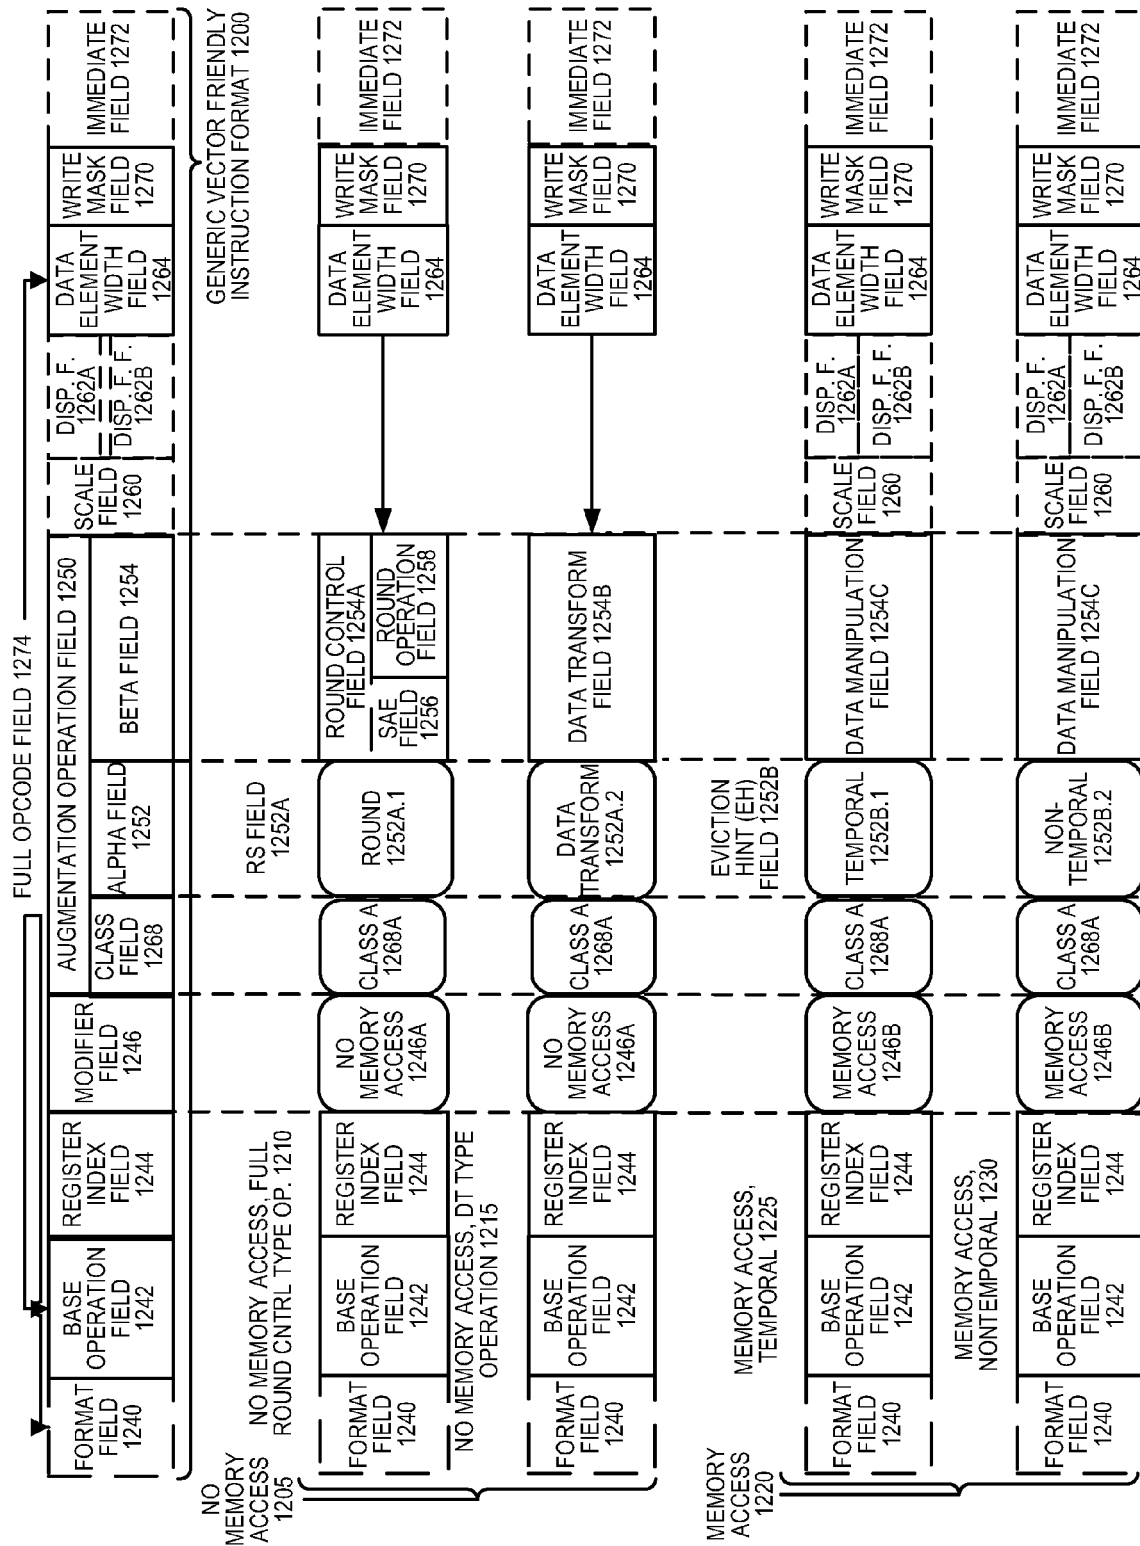 FULL OPCODE FIELD 1274
FORMAT
FIELD
1240
BASE
OPERATION
FIELD
1242
REGISTER
INDEX
FIELD
1244
MODIFIER
FIELD
1246
AUGMENTATION OPERATION FIELD 1250
CLASS
FIELD
1268
ALPHA FIELD
1252
BETA FIELD 1254
SCALE
FIELD
1260
DISP. F.
1262A
DISP. F. F.
1262B
DATA
ELEMENT
WIDTH
FIELD
1264
WRITE
MASK
FIELD
1270
IMMEDIATE
FIELD 1272
GENERIC VECTOR FRIENDLY
INSTRUCTION FORMAT 1200
NO
MEMORY
ACCESS
1205
NO MEMORY ACCESS, FULL
ROUND CNTRL TYPE OP. 1210
RS FIELD
1252A
FORMAT
FIELD
1240
BASE
OPERATION
FIELD
1242
REGISTER
INDEX
FIELD
1244
NO
MEMORY
ACCESS
1246A
CLASS A
1268A
ROUND
1252A.1
ROUND CONTROL
FIELD 1254A
SAE
FIELD
1256
ROUND
OPERATION
FIELD 1258
DATA
ELEMENT
WIDTH
FIELD
1264
WRITE
MASK
FIELD
1270
IMMEDIATE
FIELD 1272
NO MEMORY ACCESS, DT TYPE
OPERATION 1215
FORMAT
FIELD
1240
BASE
OPERATION
FIELD
1242
REGISTER
INDEX
FIELD
1244
NO
MEMORY
ACCESS
1246A
CLASS A
1268A
DATA
TRANSFORM
1252A.2
DATA TRANSFORM
FIELD 1254B
DATA
ELEMENT
WIDTH
FIELD
1264
WRITE
MASK
FIELD
1270
IMMEDIATE
FIELD 1272
MEMORY
ACCESS
1220
MEMORY ACCESS,
TEMPORAL 1225
EVICTION
HINT (EH)
FIELD 1252B
FORMAT
FIELD
1240
BASE
OPERATION
FIELD
1242
REGISTER
INDEX
FIELD
1244
MEMORY
ACCESS
1246B
CLASS A
1268A
TEMPORAL
1252B.1
DATA MANIPULATION
FIELD 1254C
SCALE
FIELD
1260
DISP. F.
1262A
DISP. F. F.
1262B
DATA
ELEMENT
WIDTH
FIELD
1264
WRITE
MASK
FIELD
1270
IMMEDIATE
FIELD 1272
MEMORY ACCESS,
NONTEMPORAL 1230
FORMAT
FIELD
1240
BASE
OPERATION
FIELD
1242
REGISTER
INDEX
FIELD
1244
MEMORY
ACCESS
1246B
CLASS A
1268A
NON-
TEMPORAL
1252B.2
DATA MANIPULATION
FIELD 1254C
SCALE
FIELD
1260
DISP. F.
1262A
DISP. F. F.
1262B
DATA
ELEMENT
WIDTH
FIELD
1264
WRITE
MASK
FIELD
1270
IMMEDIATE
FIELD 1272